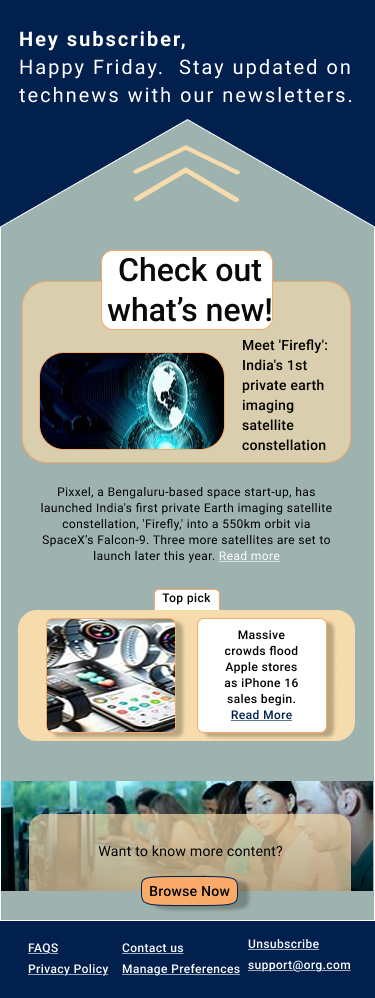 Hey subscriber,
Happy Friday.  Stay updated on
technews with our newsletters.
Check out
what’s new!
Meet 'Firefly':
India's 1st
private earth
imaging
satellite
constellation
Pixxel, a Bengaluru-based space start-up, has
launched India's first private Earth imaging satellite
constellation, 'Firefly,' into a 550km orbit via
SpaceX’s Falcon-9. Three more satellites are set to
launch later this year. Read more
Top pick
Massive
crowds flood
Apple stores
as iPhone 16
sales begin.
Read More
Want to know more content?
Browse Now
FAQS
Privacy Policy
Contact us
Manage Preferences
Unsubscribe
support@org.com